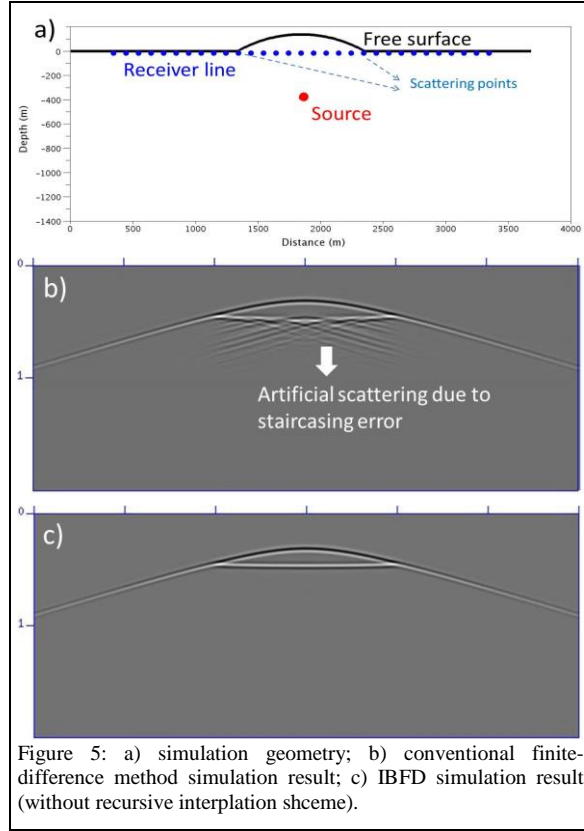 a)
Free surface
Receiver line
Scattering points
Source
Depth (m)
200
0
−200
−400
−600
−800
−1000
−1200
−1400
0 500 1000 1500 2000 2500 3000 3500 4000
Distance (m)
0
b)
1
Artificial scattering due to
staircasing error
0
c)
1
Figure 5: a) simulation geometry; b) conventional finite-
difference method simulation result; c) IBFD simulation result
(without recursive interplation shceme).